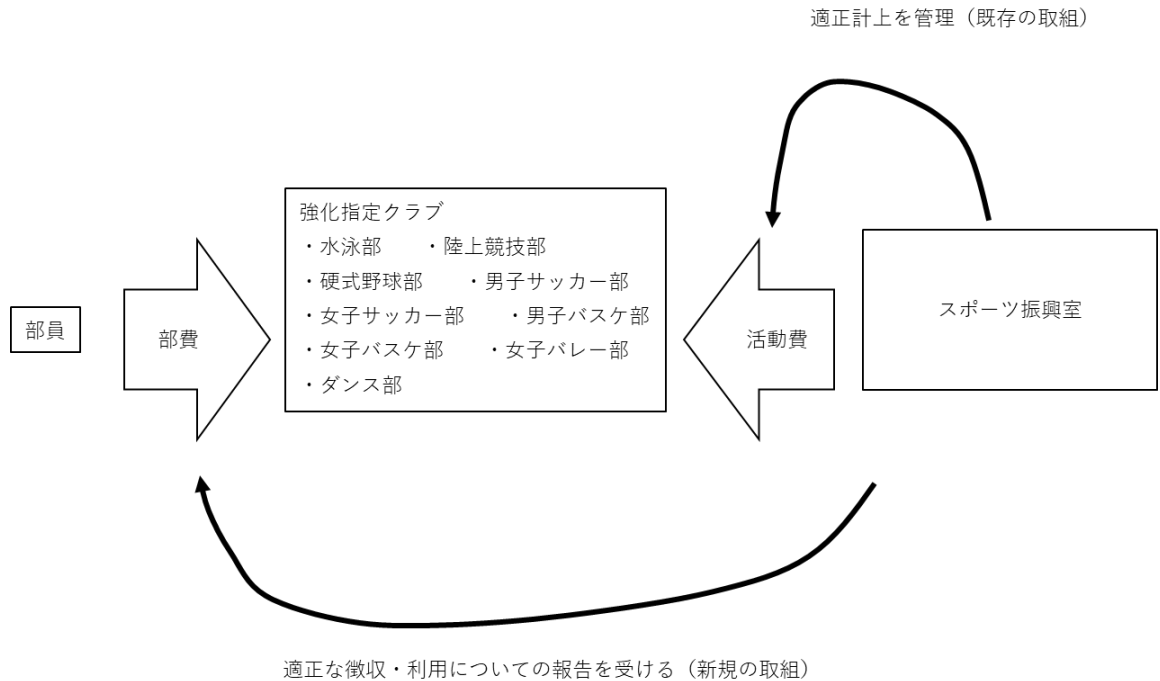 適正計上を管理（既存の取組）
強化指定クラブ
・水泳部　　・陸上競技部
・硬式野球部　　・男子サッカー部
・女子サッカー部　　・男子バスケ部
・女子バスケ部　　・女子バレー部
・ダンス部
部員
部費
活動費
スポーツ振興室
適正な徴収・利用についての報告を受ける（新規の取組）